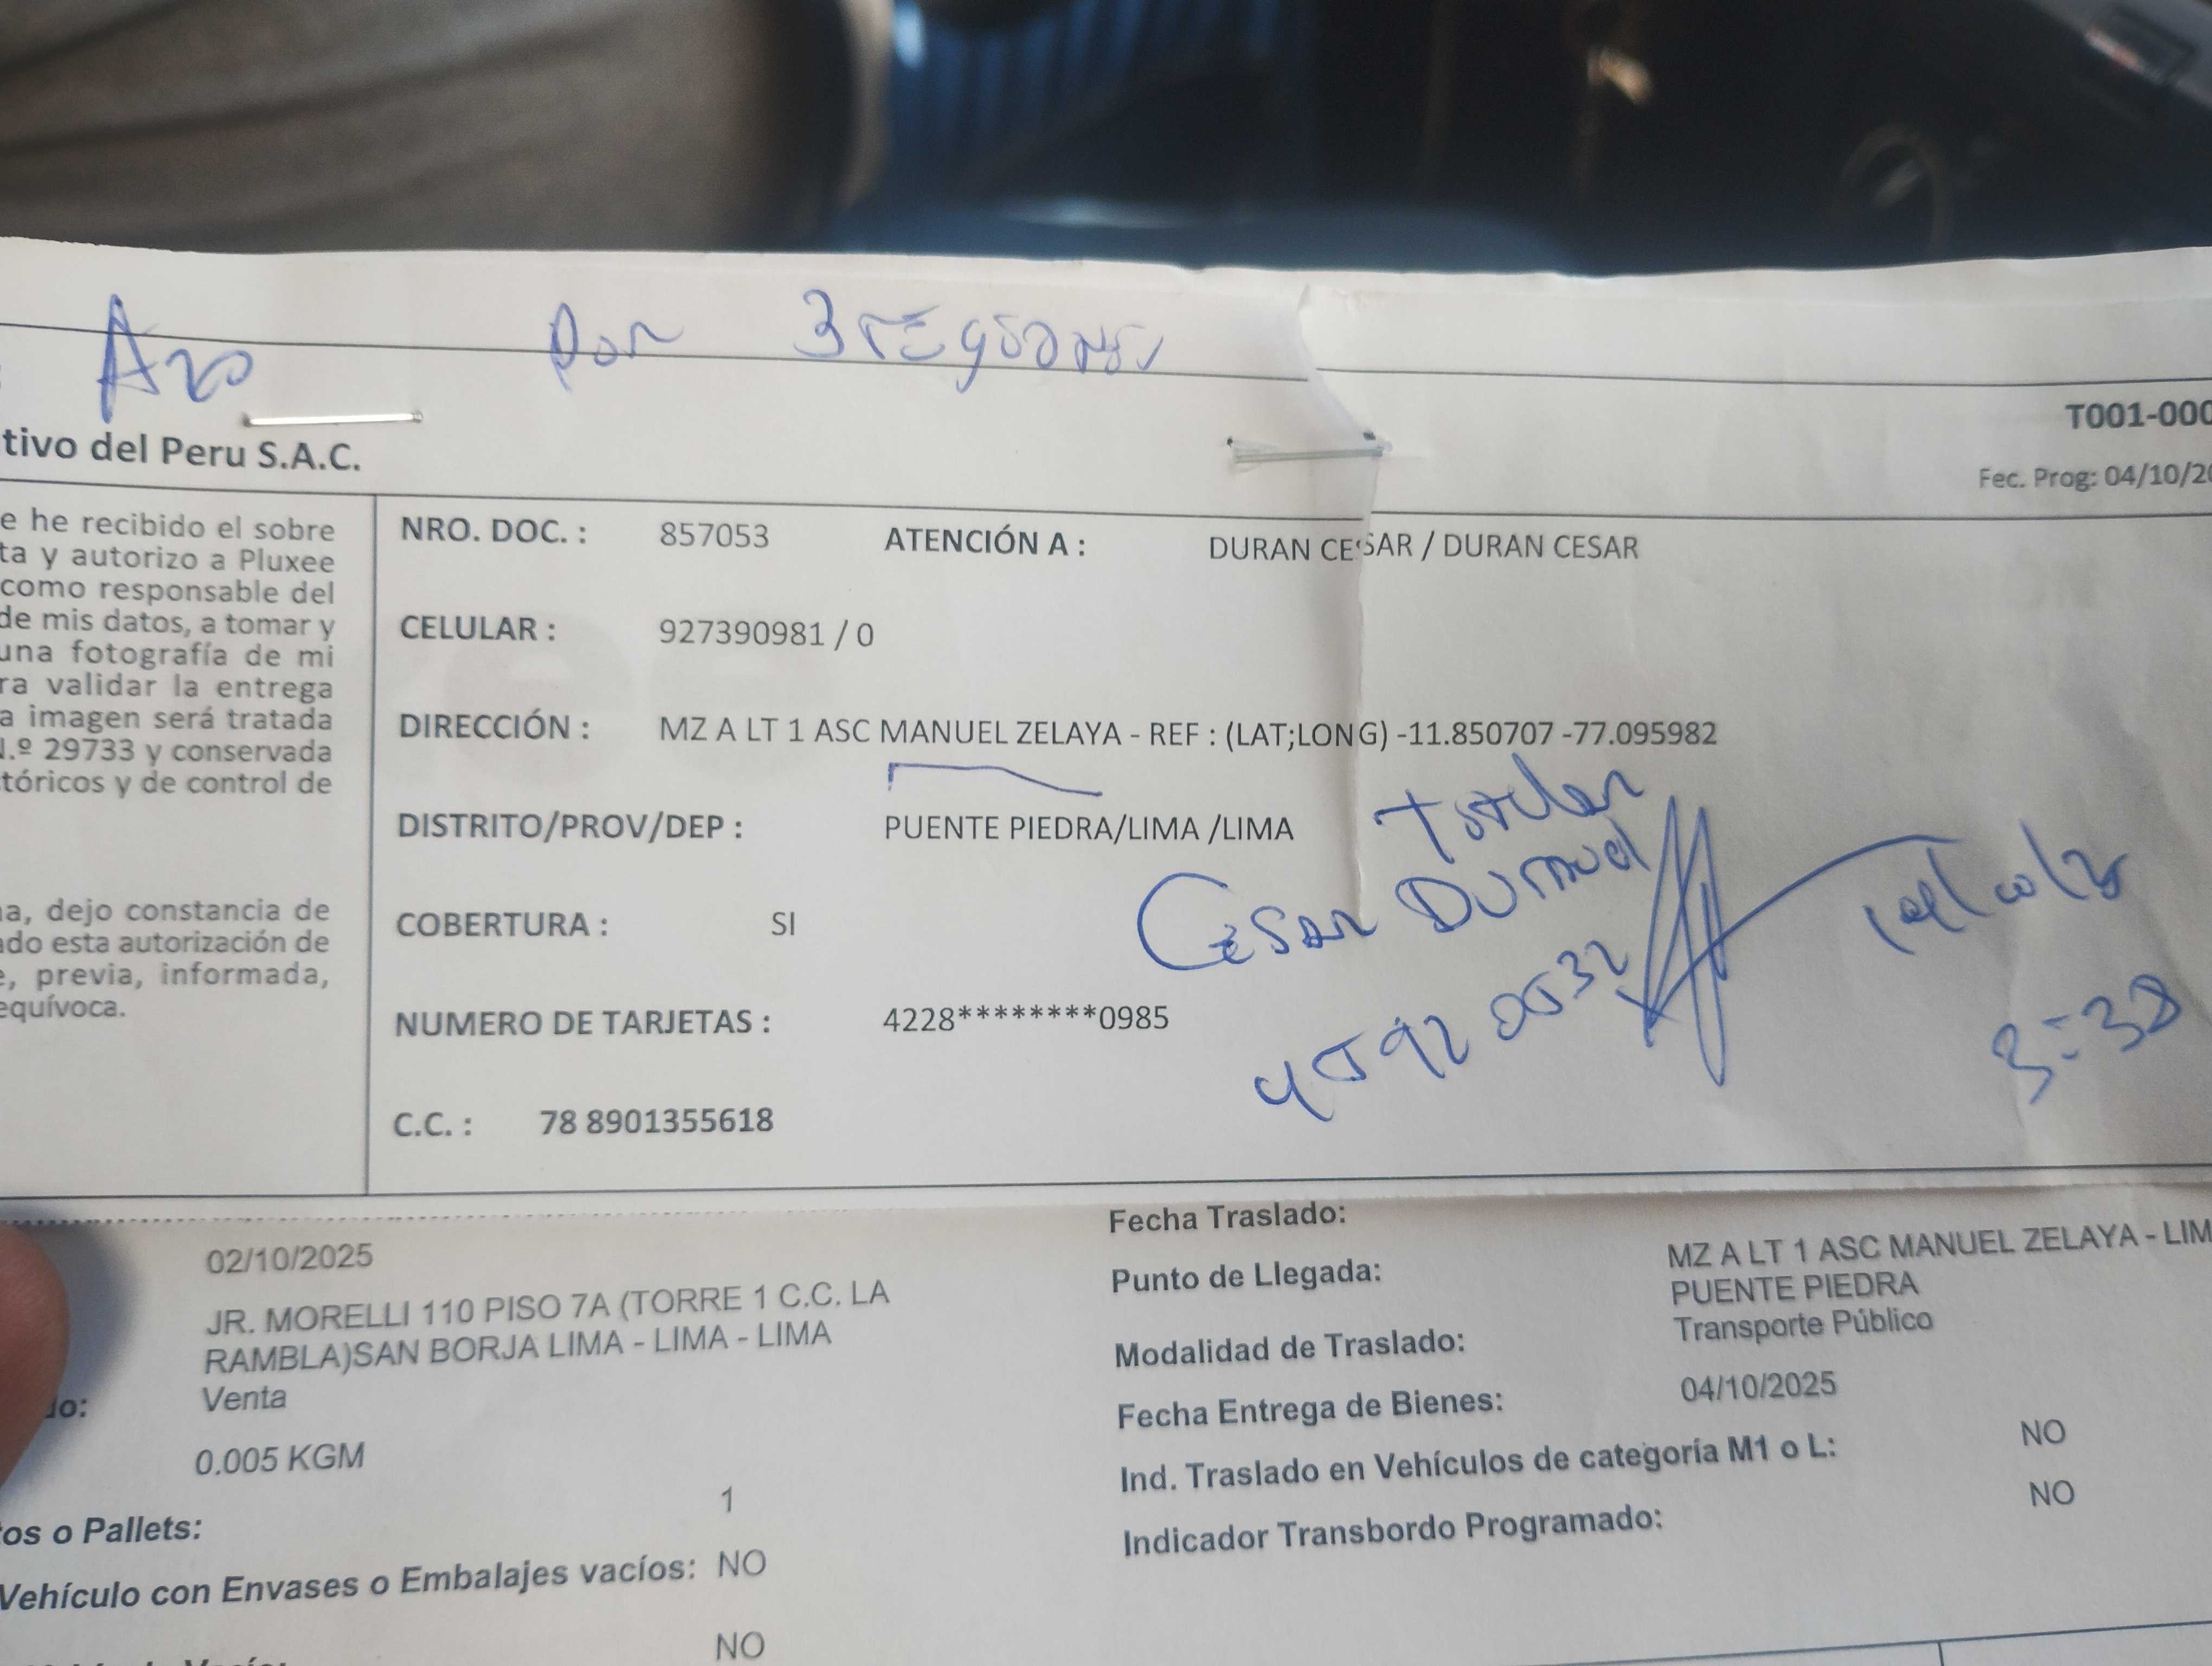 por
tivo del Peru S.A.C.
T001-000
Fec. Prog: 04/10/20
e he recibido el sobre
ta y autorizo a Pluxee
como responsable del
de mis datos, a tomar y
una fotografía de mi
ra validar la entrega
a imagen será tratada
N.º 29733 y conservada
tóricos y de control de
na, dejo constancia de
ado esta autorización de
e, previa, informada,
equívoca.
NRO. DOC. : 857053 ATENCIÓN A : DURAN CESAR / DURAN CESAR
CELULAR : 927390981 / 0
DIRECCIÓN : MZ A LT 1 ASC MANUEL ZELAYA - REF : (LAT;LONG) -11.850707 -77.095982
DISTRITO/PROV/DEP : PUENTE PIEDRA/LIMA /LIMA
COBERTURA : SI
Cesar
NUMERO DE TARJETAS : 4228********0985
3:38
C.C. : 78 8901355618
02/10/2025
JR. MORELLI 110 PISO 7A (TORRE 1 C.C. LA
RAMBLA)SAN BORJA LIMA - LIMA - LIMA
do: Venta
0.005 KGM
tos o Pallets: 1
Vehículo con Envases o Embalajes vacíos: NO
NO
Fecha Traslado:
Punto de Llegada: MZ A LT 1 ASC MANUEL ZELAYA - LIM
PUENTE PIEDRA
Modalidad de Traslado: Transporte Público
Fecha Entrega de Bienes: 04/10/2025
Ind. Traslado en Vehículos de categoría M1 o L: NO
Indicador Transbordo Programado: NO